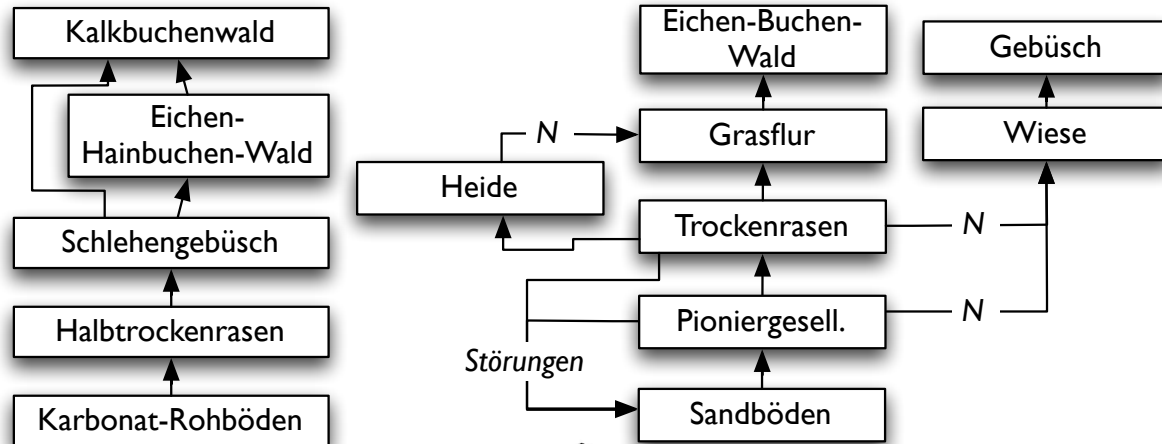 Kalkbuchenwald
Eichen-
Hainbuchen-Wald
Schlehengebüsch
Halbtrockenrasen
Karbonat-Rohböden
Eichen-Buchen-
Wald
Gebüsch
N
Grasflur
Wiese
Heide
Trockenrasen
N
Pioniergesell.
N
Störungen
Sandböden